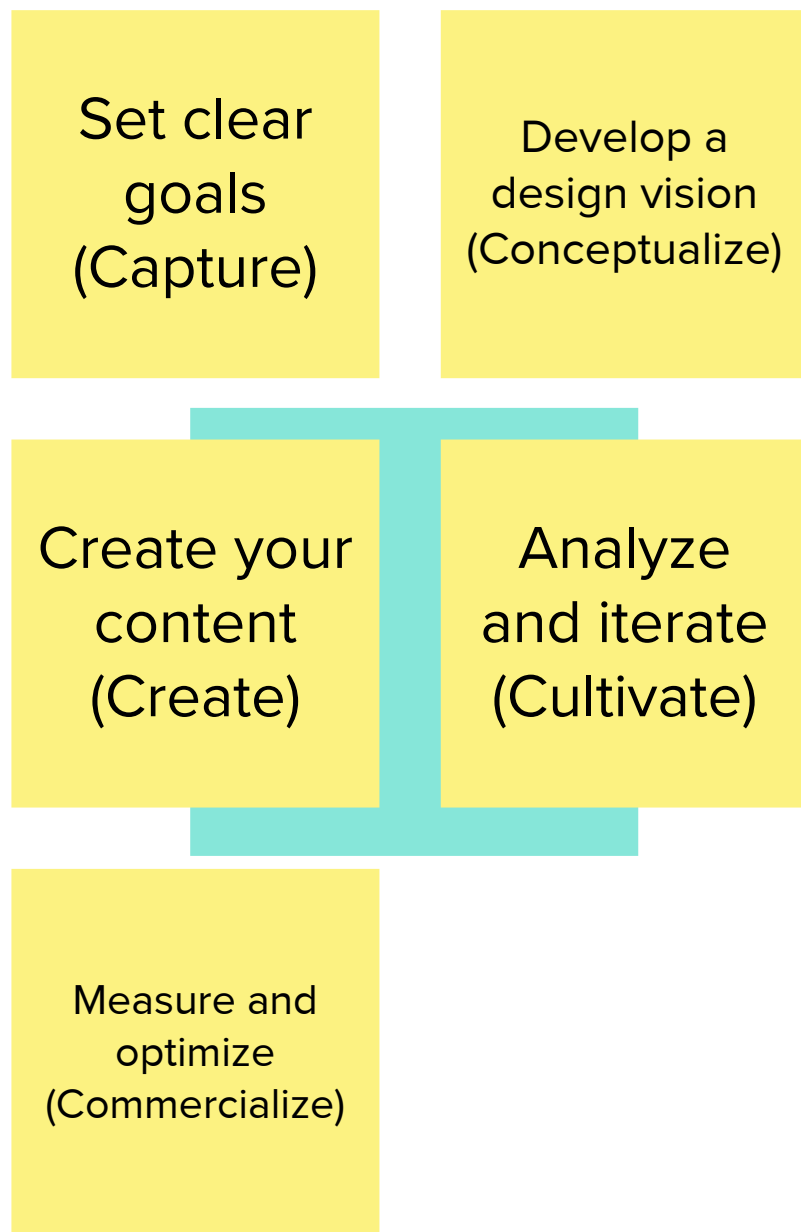 Set clear
goals
(Capture)
Develop a
design vision
(Conceptualize)
Create your
content
(Create)
Analyze
and iterate
(Cultivate)
Measure and
optimize
(Commercialize)